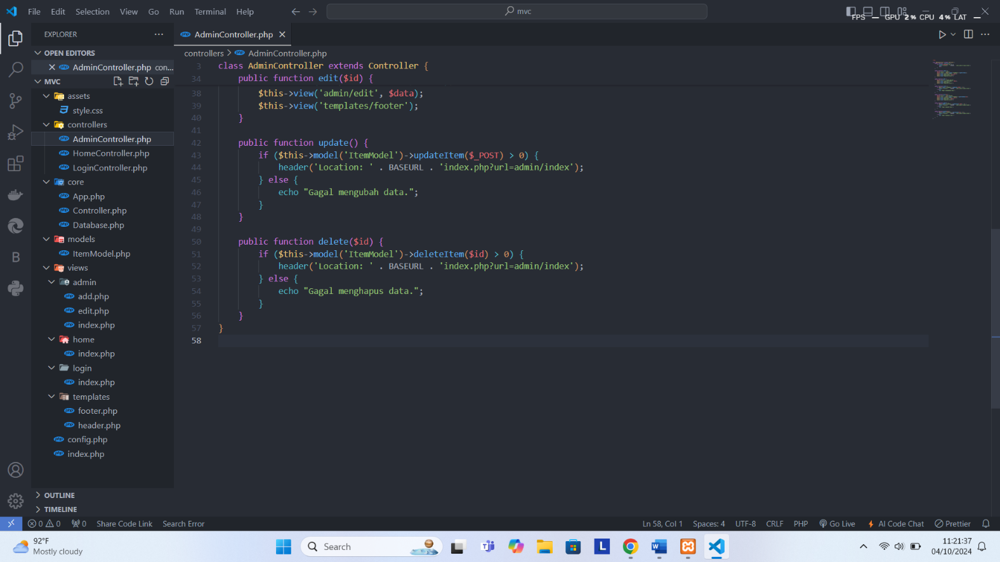 File Edit Selection View Go Run Terminal Help
mvc
FPS GPU 2 % CPU 4 % LAT
EXPLORER
OPEN EDITORS
AdminController.php con...
MVC
assets
style.css
controllers
AdminController.php
HomeController.php
LoginController.php
core
App.php
Controller.php
Database.php
models
ItemModel.php
views
admin
add.php
edit.php
index.php
home
index.php
login
index.php
templates
footer.php
header.php
config.php
index.php
OUTLINE
TIMELINE
AdminController.php
controllers > AdminController.php
3 class AdminController extends Controller {
34 public function edit($id) {
38 $this->view('admin/edit', $data);
39 $this->view('templates/footer');
40 }
41
42 public function update() {
43 if ($this->model('ItemModel')->updateItem($_POST) > 0) {
44 header('Location: ' . BASEURL . 'index.php?url=admin/index');
45 } else {
46 echo "Gagal mengubah data.";
47 }
48 }
49
50 public function delete($id) {
51 if ($this->model('ItemModel')->deleteItem($id) > 0) {
52 header('Location: ' . BASEURL . 'index.php?url=admin/index');
53 } else {
54 echo "Gagal menghapus data.";
55 }
56 }
57 }
58
0 0 0 Share Code Link Search Error
Ln 58, Col 1 Spaces: 4 UTF-8 CRLF PHP Go Live AI Code Chat Prettier
92°F
Mostly cloudy
Search
11:21:37
04/10/2024